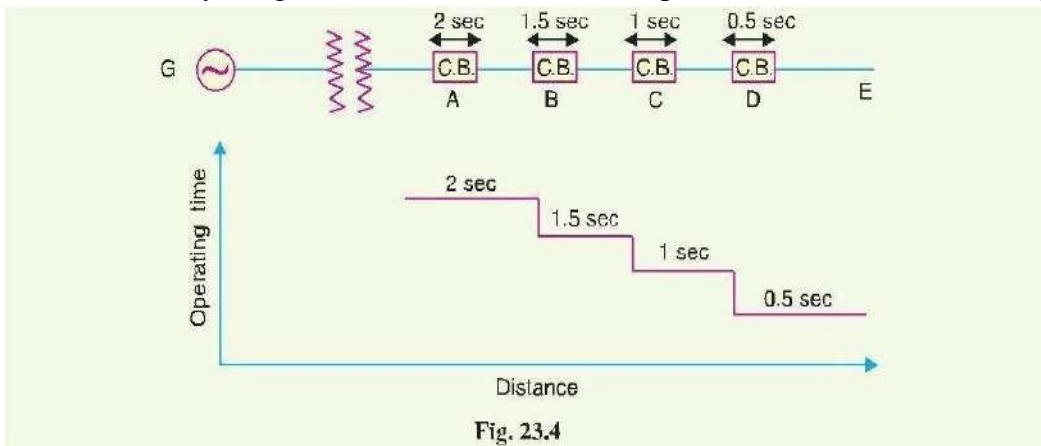 2 sec 1.5 sec 1 sec 0.5 sec
G C.B. C.B. C.B. C.B.
A B C D E
Operating time
2 sec
1.5 sec
1 sec
0.5 sec
Distance
Fig. 23.4